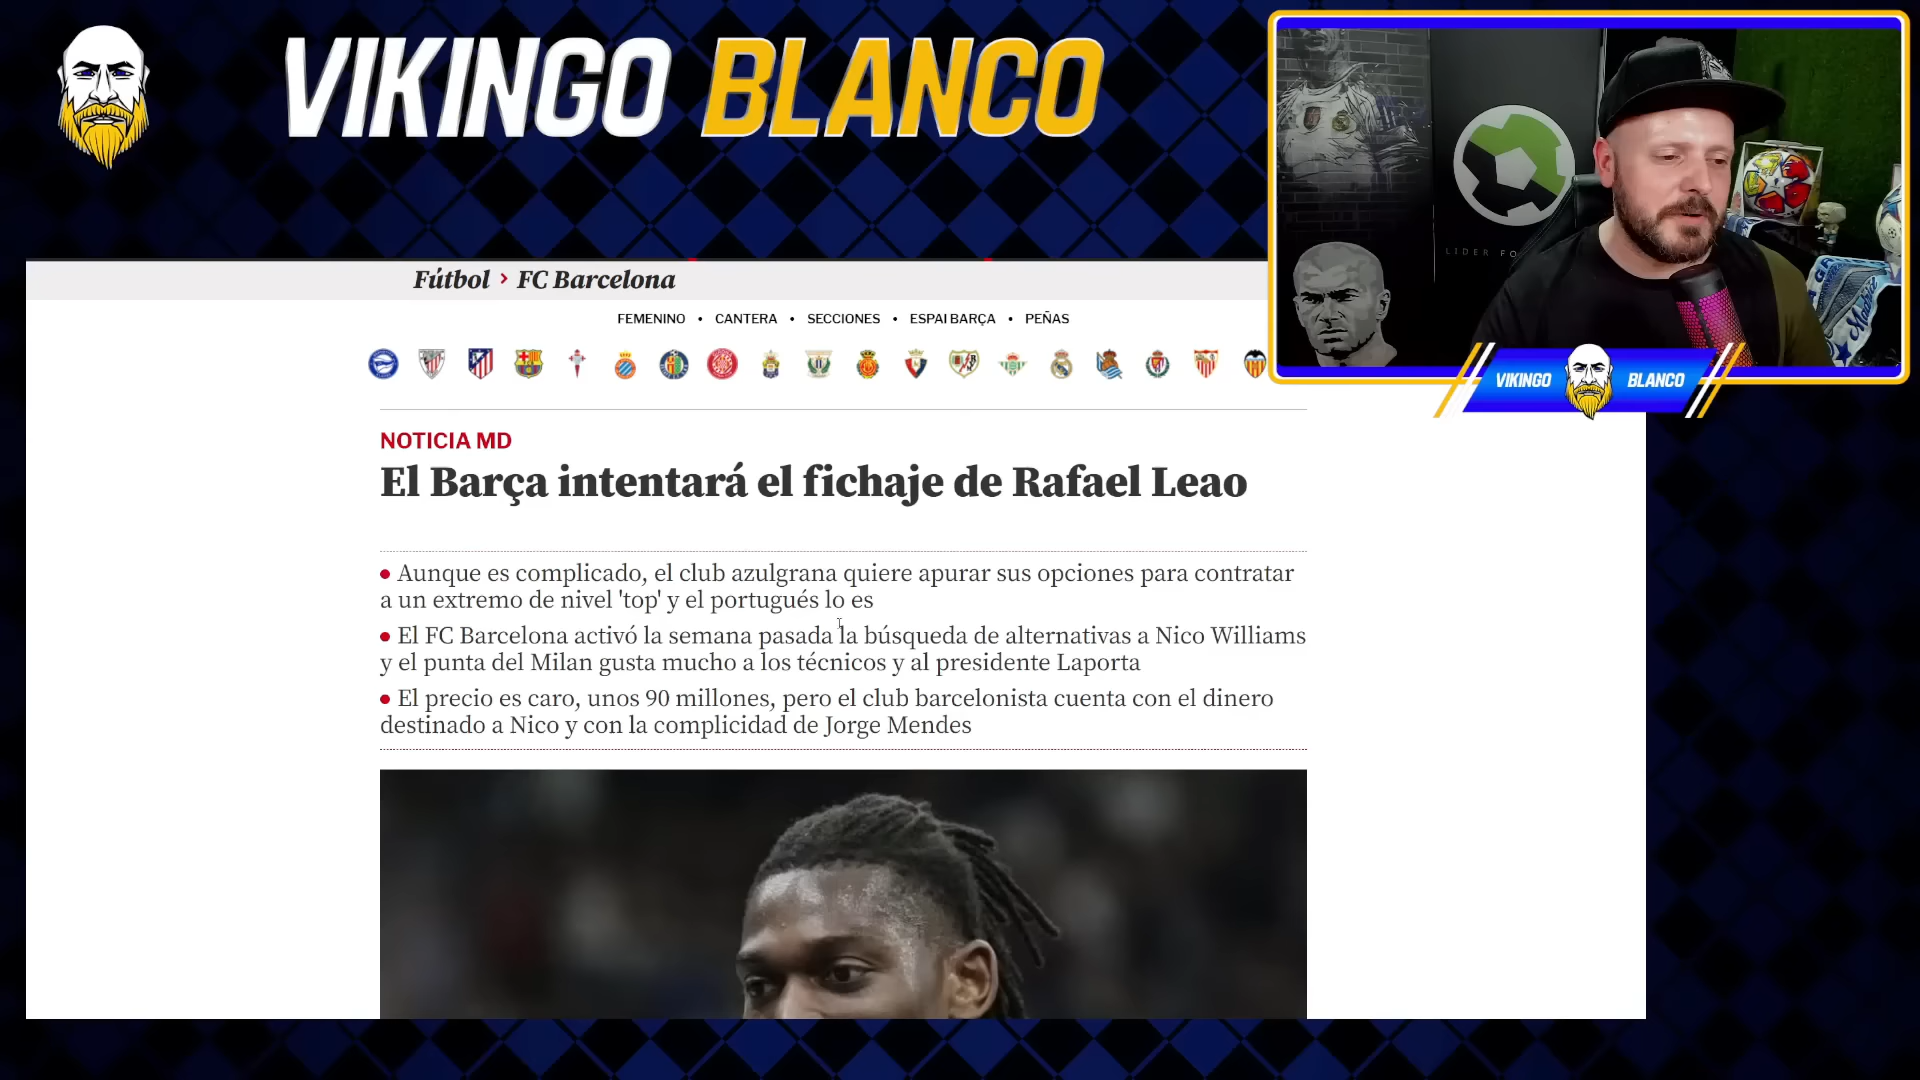 VIKINGO BLANCO
Fútbol > FC Barcelona
FEMENINO • CANTERA • SECCIONES • ESPAI BARÇA • PEÑAS
NOTICIA MD
El Barça intentará el fichaje de Rafael Leao
• Aunque es complicado, el club azulgrana quiere apurar sus opciones para contratar
a un extremo de nivel 'top' y el portugués lo es
• El FC Barcelona activó la semana pasada la búsqueda de alternativas a Nico Williams
y el punta del Milan gusta mucho a los técnicos y al presidente Laporta
• El precio es caro, unos 90 millones, pero el club barcelonista cuenta con el dinero
destinado a Nico y con la complicidad de Jorge Mendes
LIDER FO
Madrid
VIKINGO BLANCO